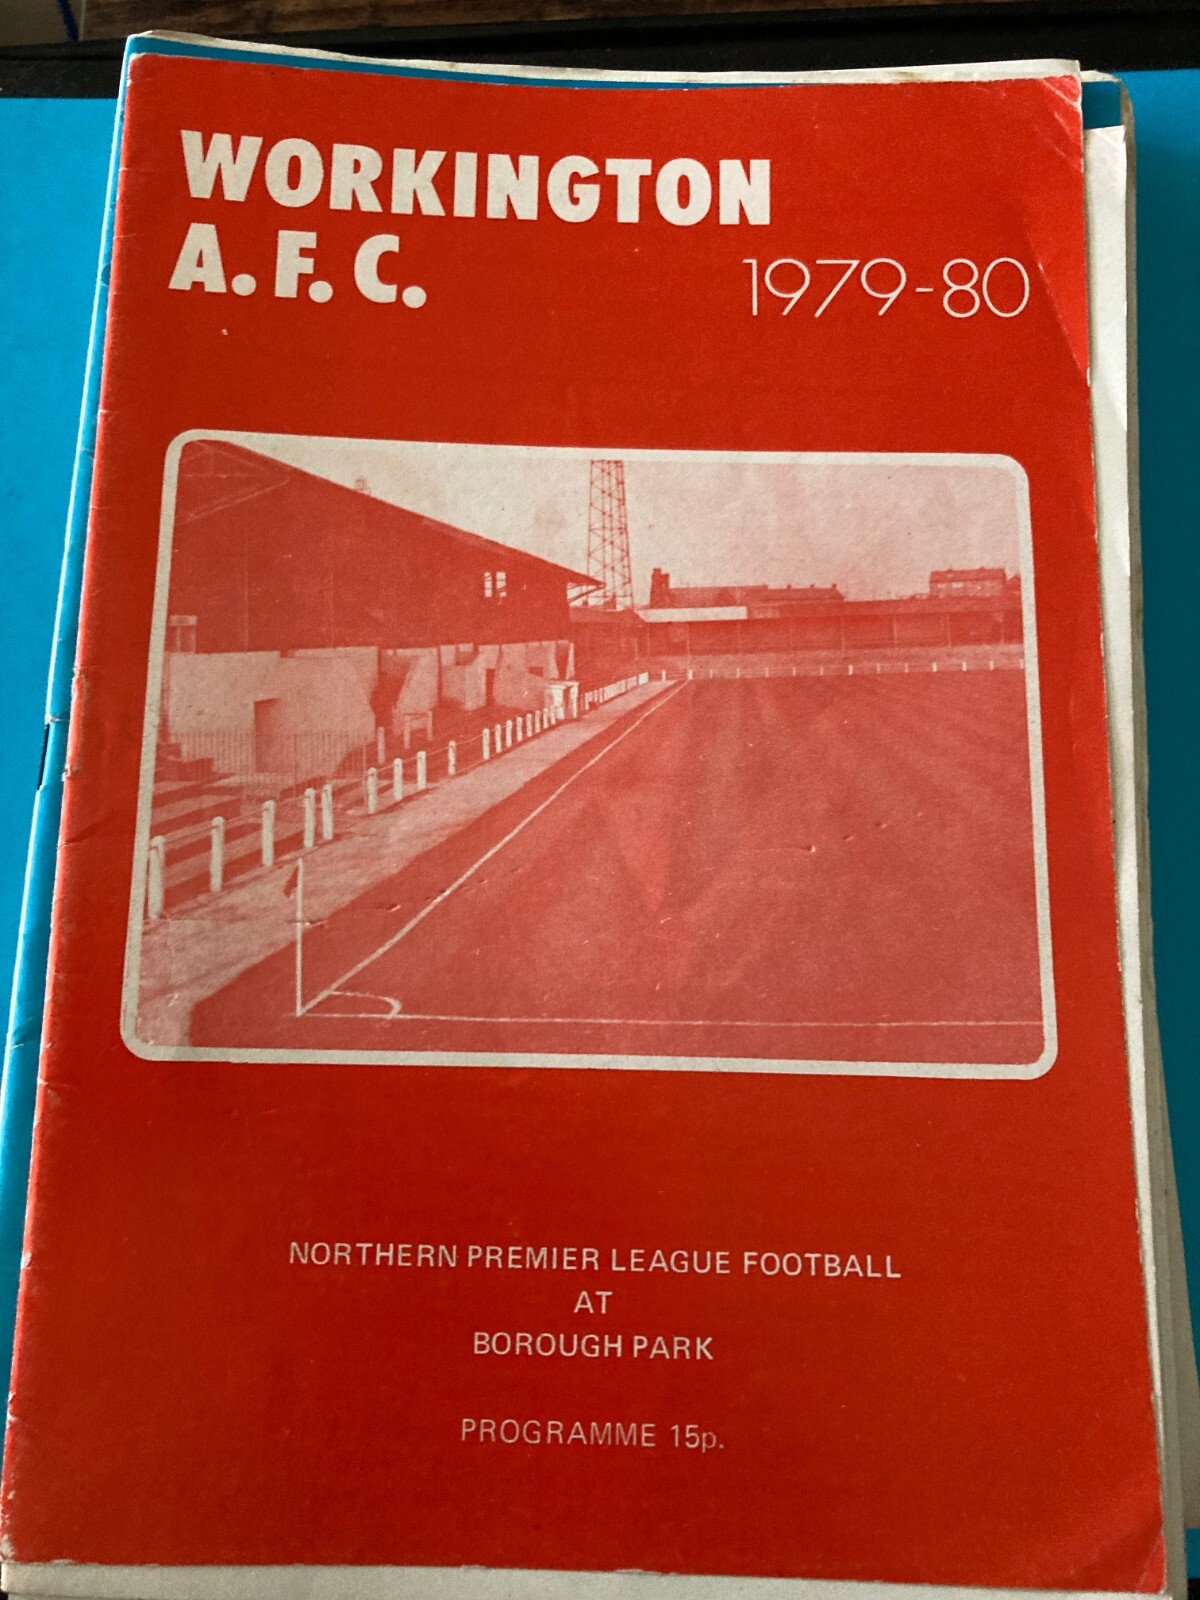 WORKINGTON
A.F.C.
1979-80
NORTHERN PREMIER LEAGUE FOOTBALL
AT
BOROUGH PARK
PROGRAMME 15p.